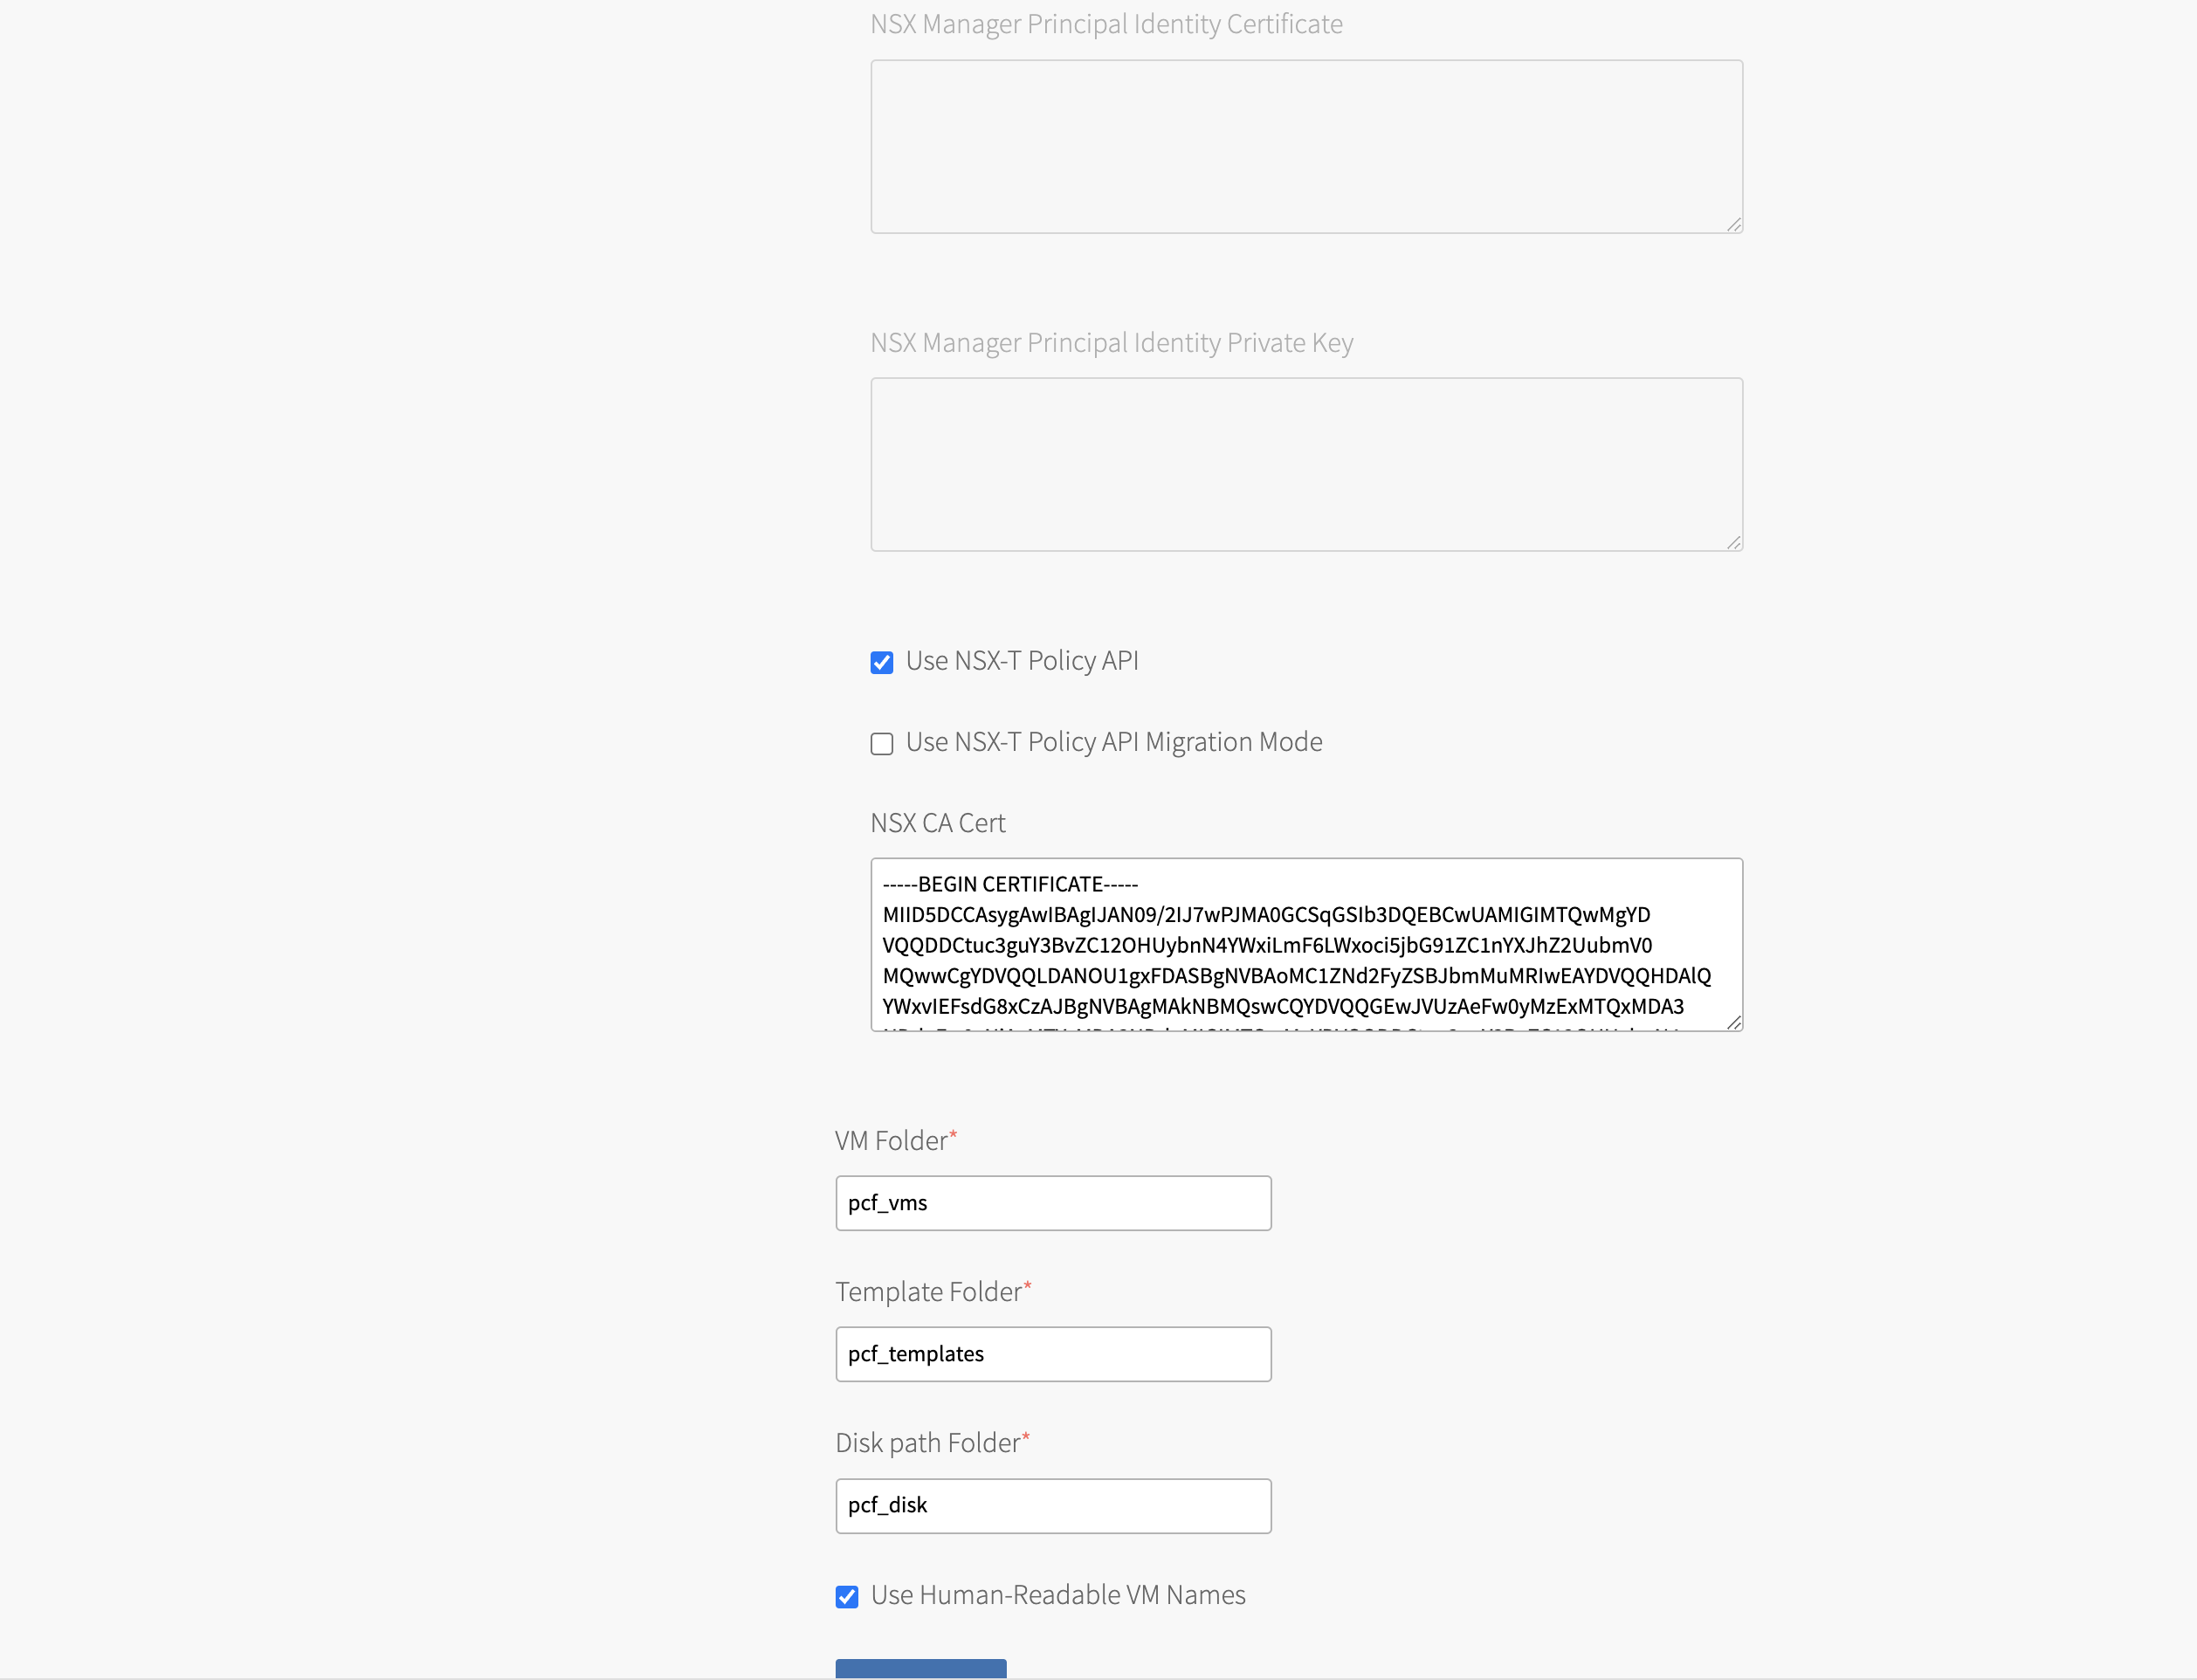 NSX Manager Principal Identity Certificate
NSX Manager Principal Identity Private Key
Use NSX-T Policy API
Use NSX-T Policy API Migration Mode
NSX CA Cert
-----BEGIN CERTIFICATE-----
MIID5DCCAsygAwIBAgIJAN09/2IJ7wPJMA0GCSqGSIb3DQEBCwUAMIGIMTQwMgYD
VQQDDCtuc3guY3BvZC12OHUybnN4YWxiLmF6LWxoci5jbG91ZC1nYXJhZ2UubmV0
MQwwCgYDVQQLDANOU1gxFDASBgNVBAoMC1ZNd2FyZSBJbmMuMRIwEAYDVQQHDAlQ
YWxvIEFsdG8xCzAJBgNVBAgMAkNBMQswCQYDVQQGEwJVUzAeFw0yMzExMTQxMDA3
VM Folder*
pcf_vms
Template Folder*
pcf_templates
Disk path Folder*
pcf_disk
Use Human-Readable VM Names